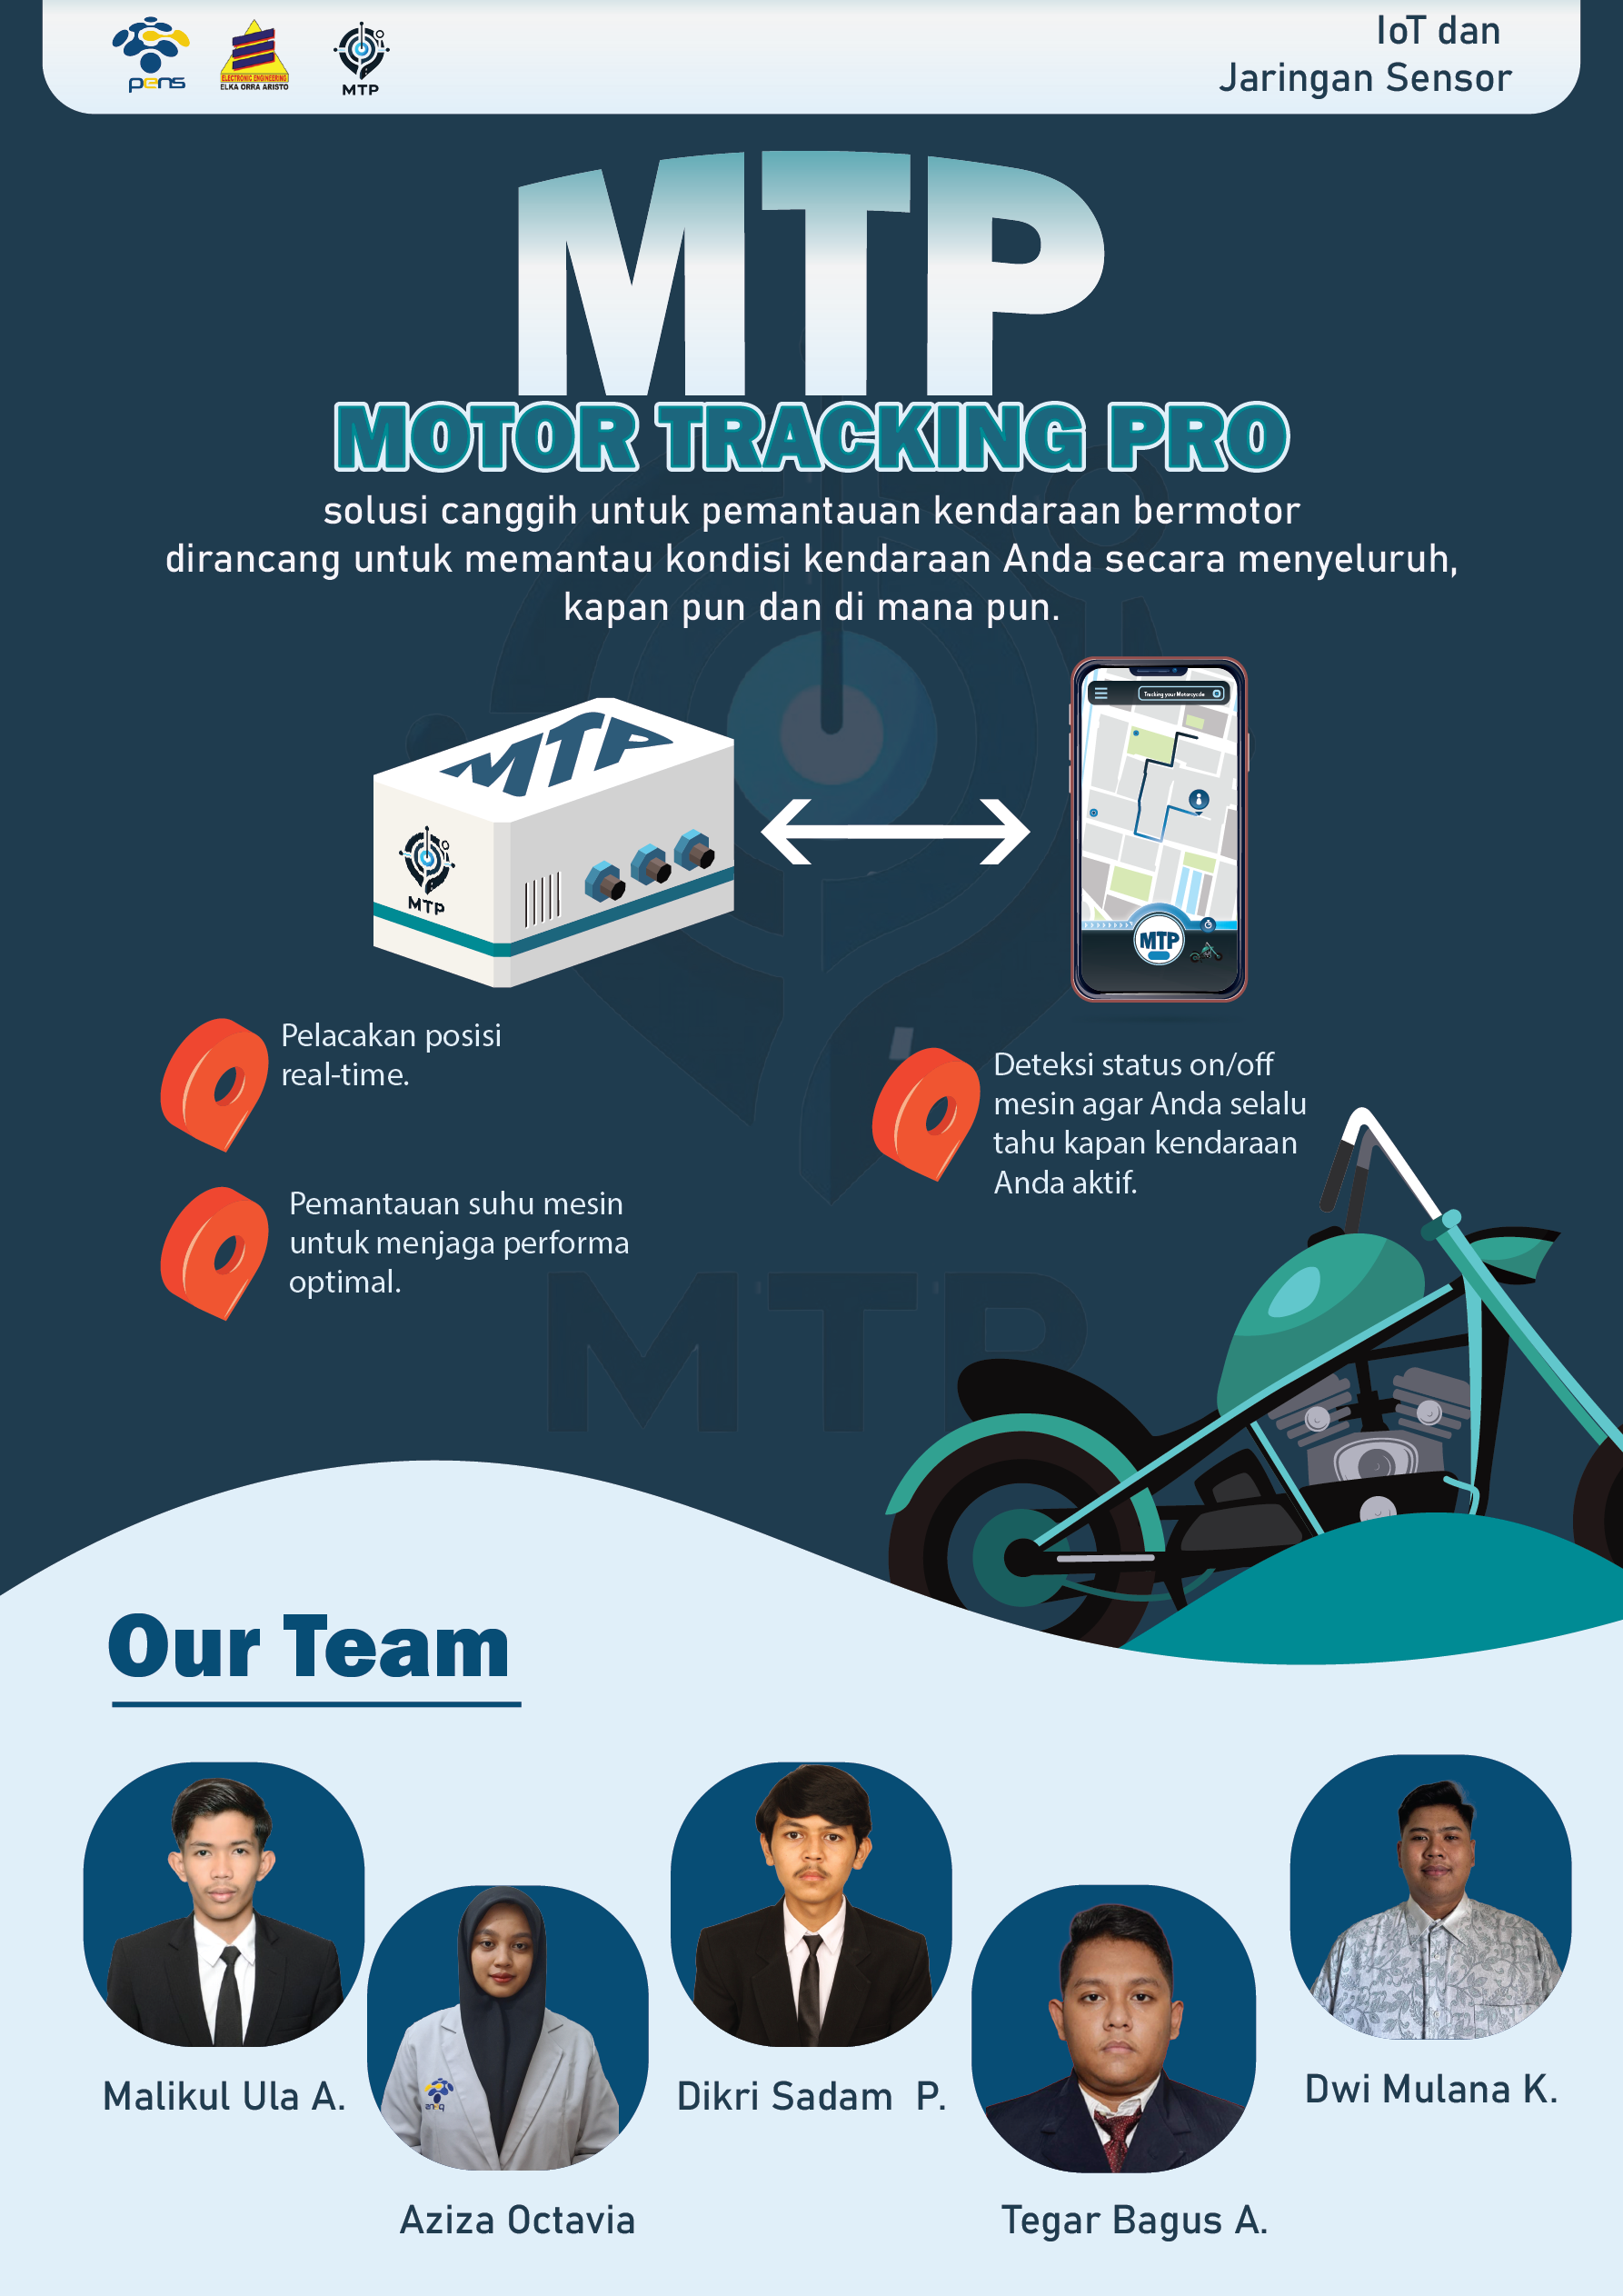 pens
ELECTRONIC ENGINEERING
ELKA ORRA ARISTO
MTP
IoT dan
Jaringan Sensor
MTP
MOTOR TRACKING PRO
solusi canggih untuk pemantauan kendaraan bermotor
dirancang untuk memantau kondisi kendaraan Anda secara menyeluruh,
kapan pun dan di mana pun.
MTP
MTP
Tracking your Motorcycle
MTP
Pelacakan posisi
real-time.
Deteksi status on/off
mesin agar Anda selalu
tahu kapan kendaraan
Anda aktif.
Pemantauan suhu mesin
untuk menjaga performa
optimal.
MTP
Our Team
pens
Malikul Ula A.
Dikri Sadam  P.
Dwi Mulana K.
Aziza Octavia
Tegar Bagus A.